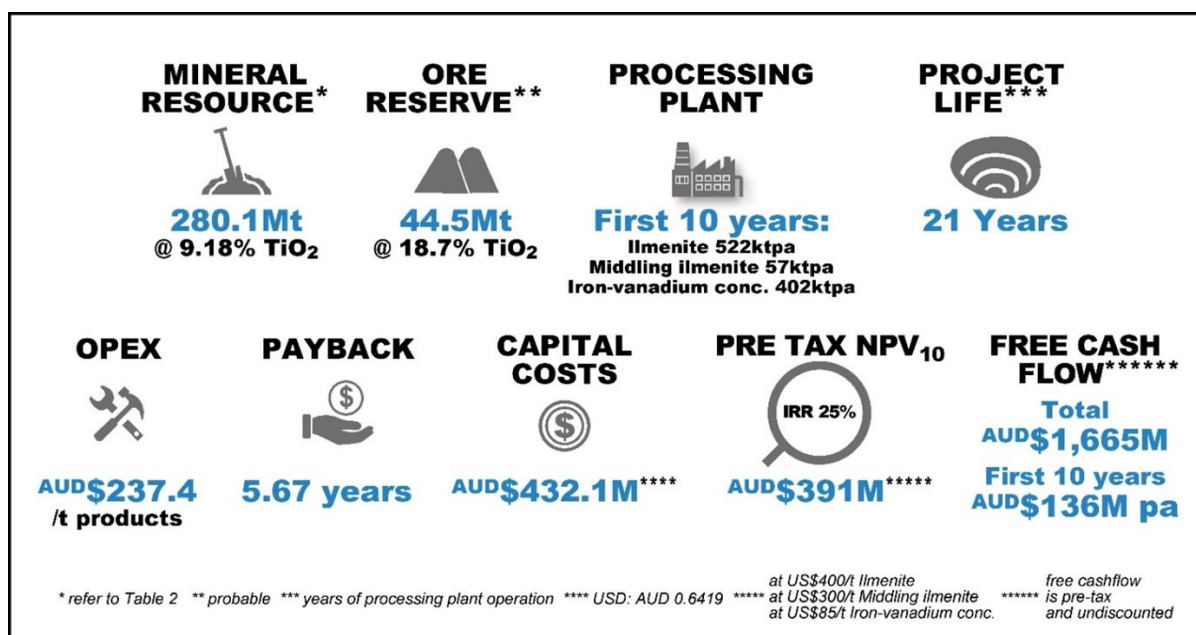 MINERAL
RESOURCE*
280.1Mt
@ 9.18% TiO₂
ORE
RESERVE**
44.5Mt
@ 18.7% TiO₂
PROCESSING
PLANT
First 10 years:
Ilmenite 522ktpa
Middling ilmenite 57ktpa
Iron-vanadium conc. 402ktpa
PROJECT
LIFE***
21 Years
OPEX
AUD$237.4
/t products
PAYBACK
$
5.67 years
CAPITAL
COSTS
$
AUD$432.1M****
PRE TAX NPV₁₀
IRR 25%
AUD$391M*****
FREE CASH
FLOW******
Total
AUD$1,665M
First 10 years
AUD$136M pa
* refer to Table 2 ** probable *** years of processing plant operation **** USD: AUD 0.6419
***** at US$400/t Ilmenite
at US$300/t Middling ilmenite
at US$85/t Iron-vanadium conc.
****** free cashflow
is pre-tax
and undiscounted